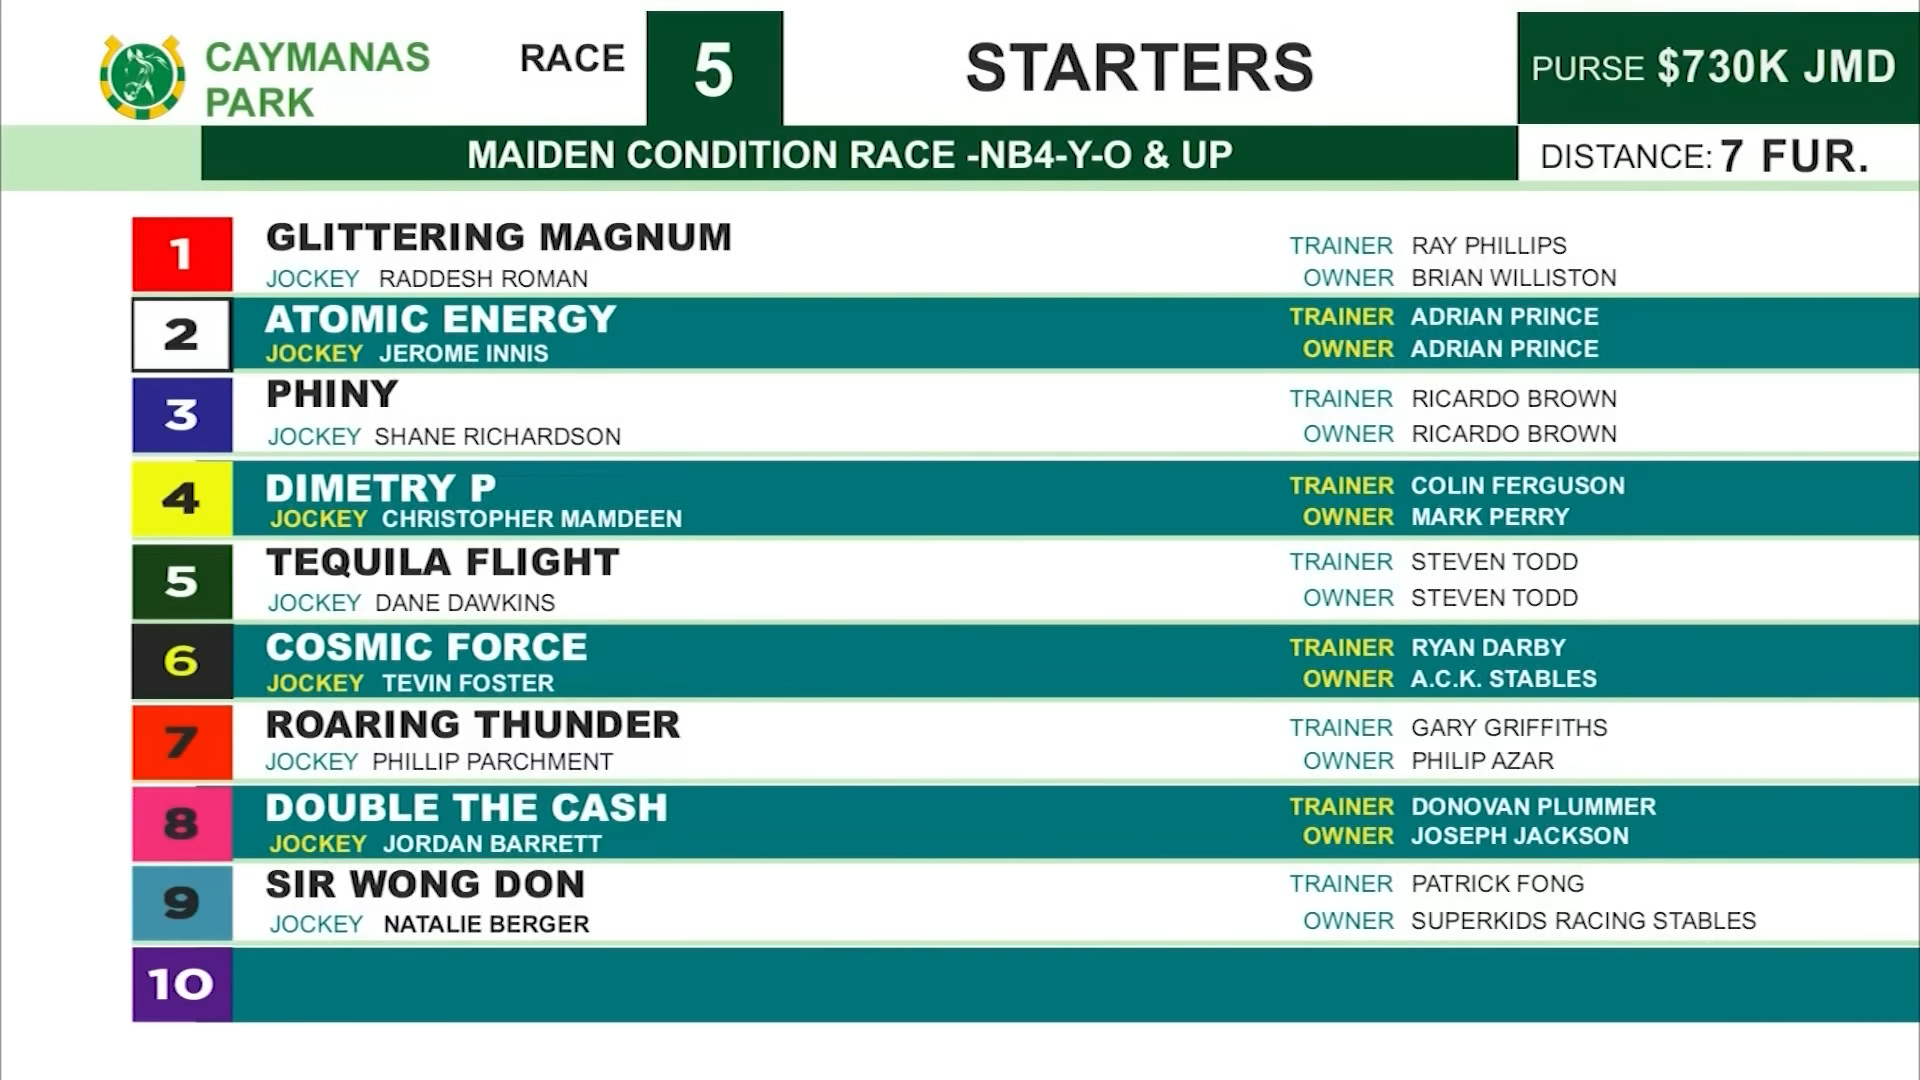 CAYMANAS
PARK
RACE 5 STARTERS PURSE $730K JMD
MAIDEN CONDITION RACE -NB4-Y-O & UP DISTANCE: 7 FUR.
1 GLITTERING MAGNUM
JOCKEY RADDESH ROMAN
TRAINER RAY PHILLIPS
OWNER BRIAN WILLISTON
2 ATOMIC ENERGY
JOCKEY JEROME INNIS
TRAINER ADRIAN PRINCE
OWNER ADRIAN PRINCE
3 PHINY
JOCKEY SHANE RICHARDSON
TRAINER RICARDO BROWN
OWNER RICARDO BROWN
4 DIMETRY P
JOCKEY CHRISTOPHER MAMDEEN
TRAINER COLIN FERGUSON
OWNER MARK PERRY
5 TEQUILA FLIGHT
JOCKEY DANE DAWKINS
TRAINER STEVEN TODD
OWNER STEVEN TODD
6 COSMIC FORCE
JOCKEY TEVIN FOSTER
TRAINER RYAN DARBY
OWNER A.C.K. STABLES
7 ROARING THUNDER
JOCKEY PHILLIP PARCHMENT
TRAINER GARY GRIFFITHS
OWNER PHILIP AZAR
8 DOUBLE THE CASH
JOCKEY JORDAN BARRETT
TRAINER DONOVAN PLUMMER
OWNER JOSEPH JACKSON
9 SIR WONG DON
JOCKEY NATALIE BERGER
TRAINER PATRICK FONG
OWNER SUPERKIDS RACING STABLES
10